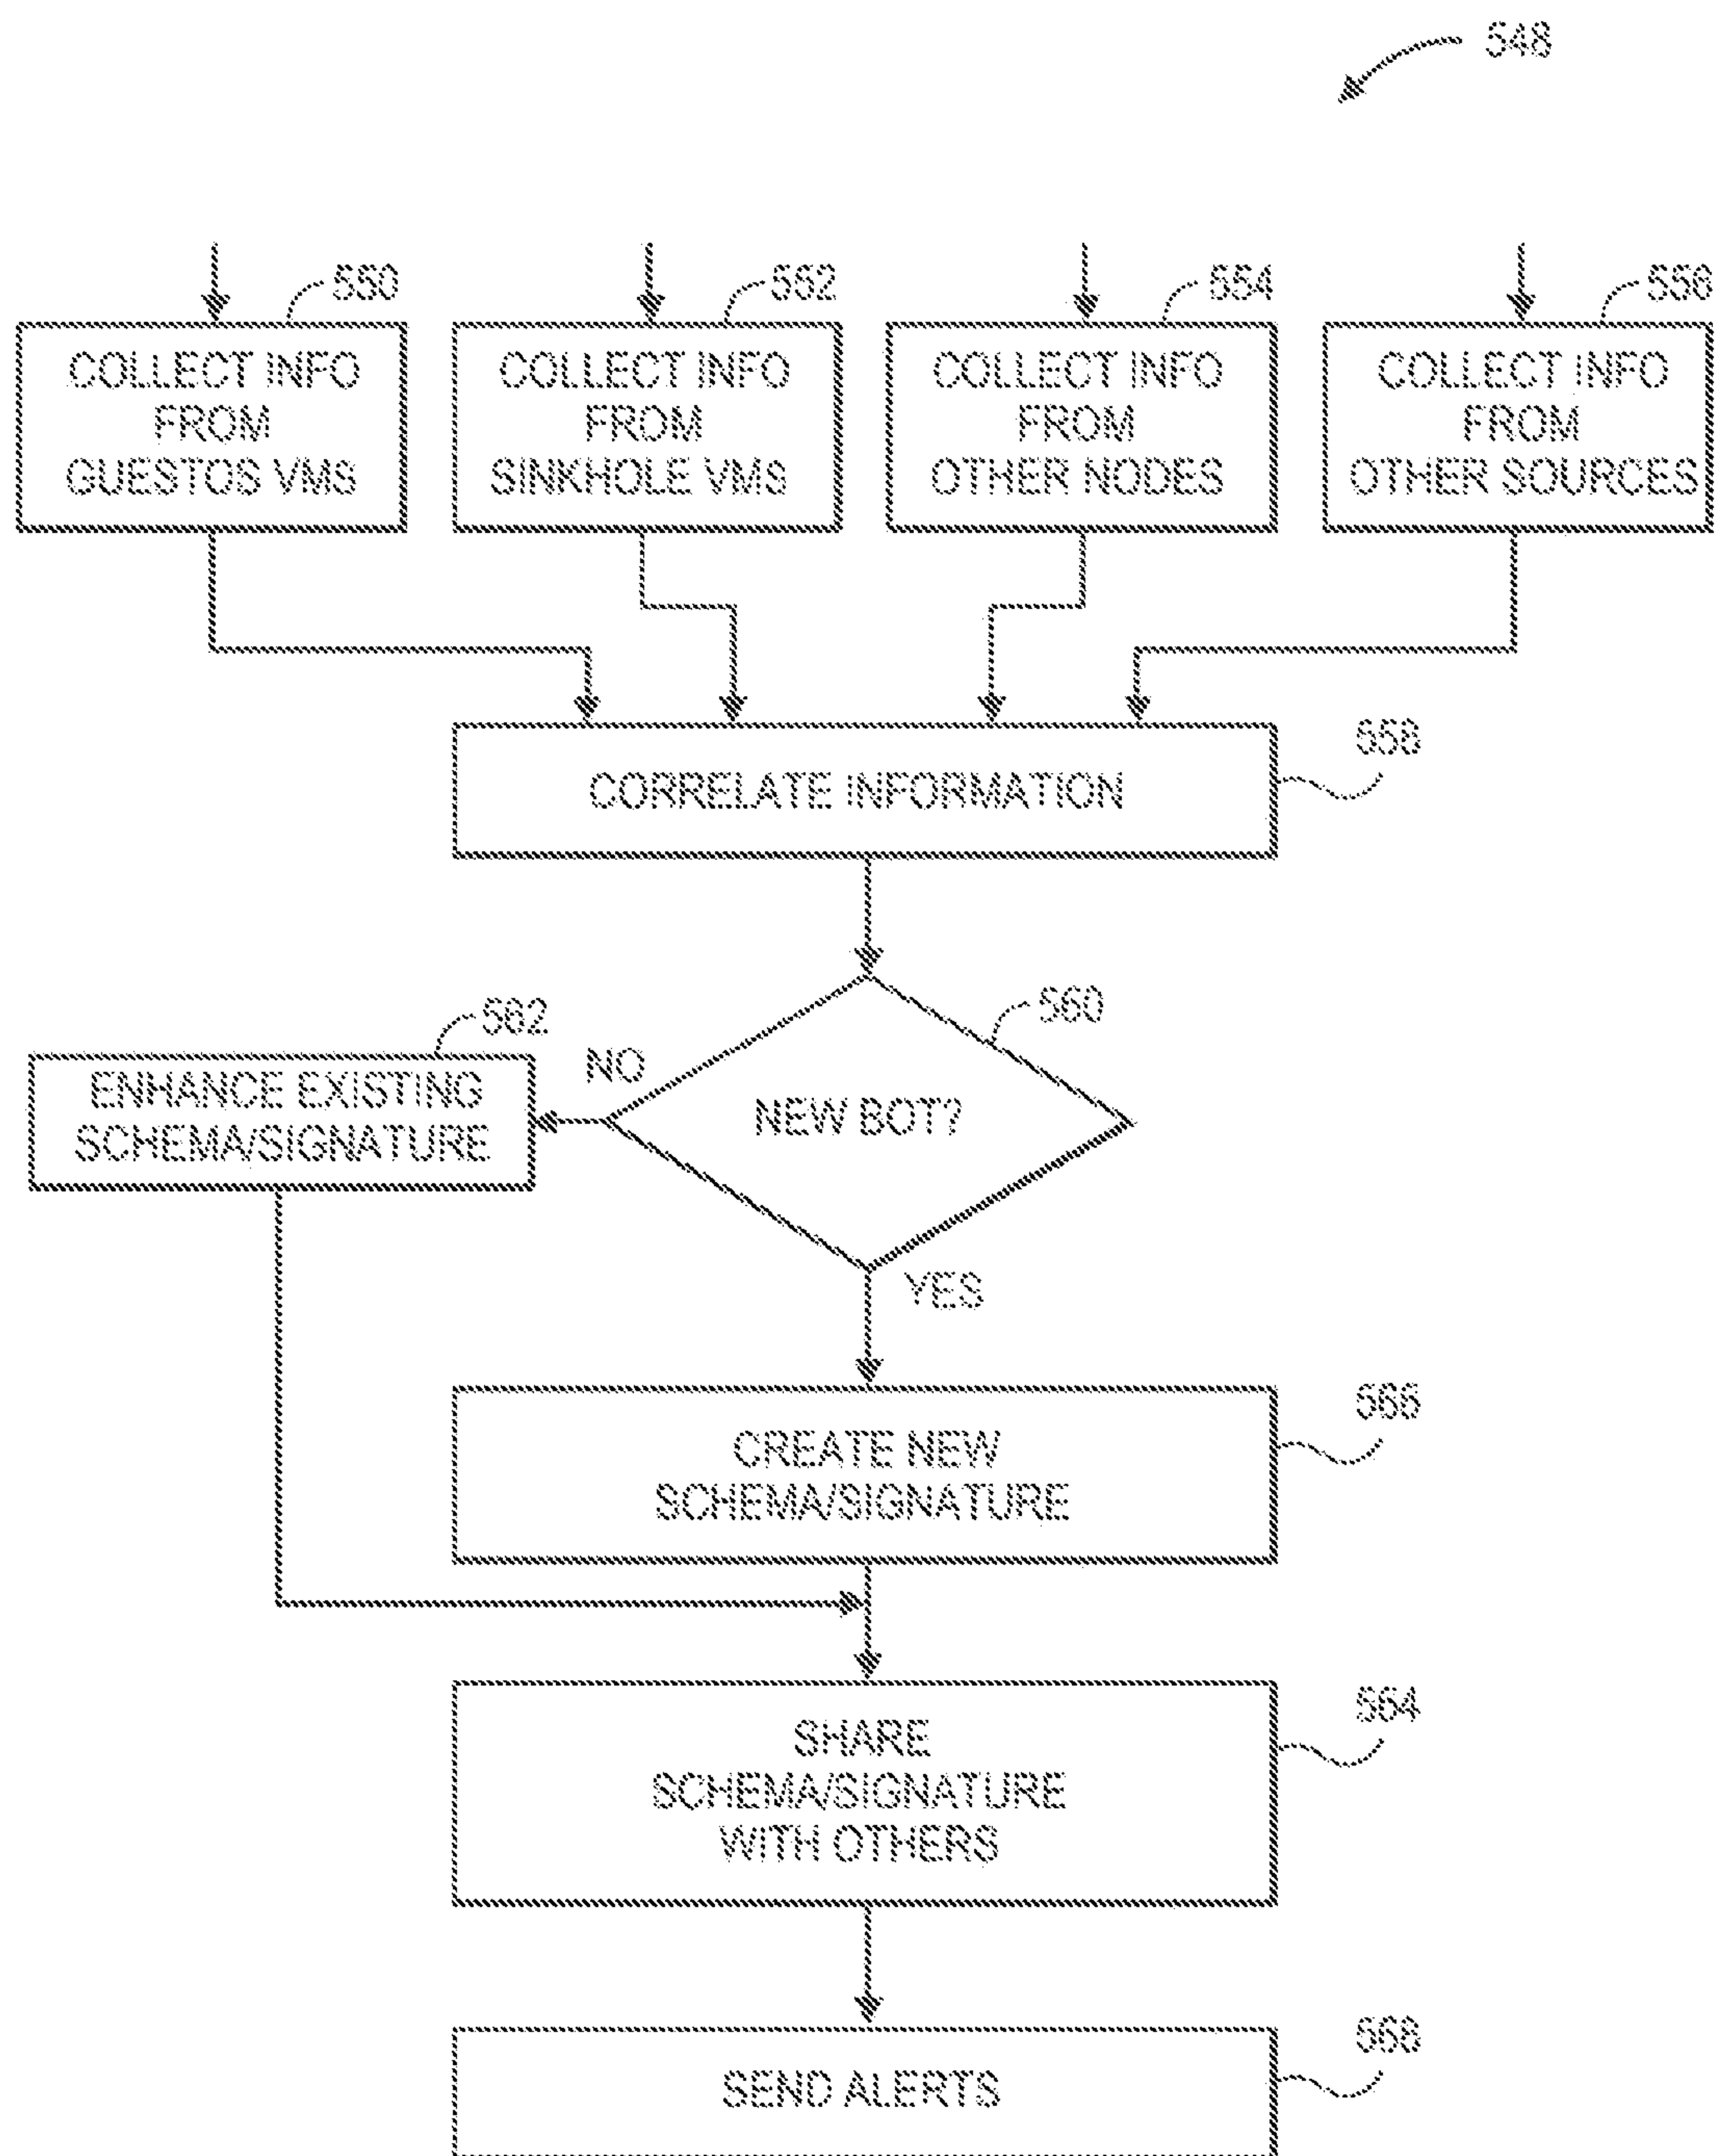 548
550
552
554
556
COLLECT INFO
FROM
GUESTOS VMS
COLLECT INFO
FROM
SINKHOLE VMS
COLLECT INFO
FROM
OTHER NODES
COLLECT INFO
FROM
OTHER SOURCES
558
CORRELATE INFORMATION
560
562
NO
ENHANCE EXISTING
SCHEMA/SIGNATURE
NEW BOT?
YES
566
CREATE NEW
SCHEMA/SIGNATURE
564
SHARE
SCHEMA/SIGNATURE
WITH OTHERS
568
SEND ALERTS